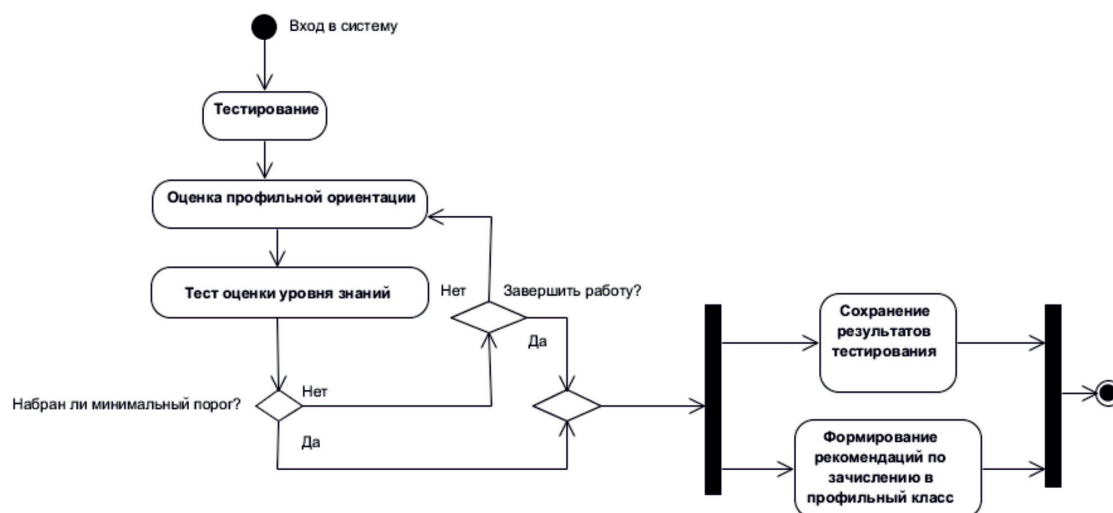 Вход в систему
Тестирование
Оценка профильной ориентации
Тест оценки уровня знаний
Нет
Завершить работу?
Да
Набран ли минимальный порог?
Нет
Да
Сохранение
результатов
тестирования
Формирование
рекомендаций по
зачислению в
профильный класс